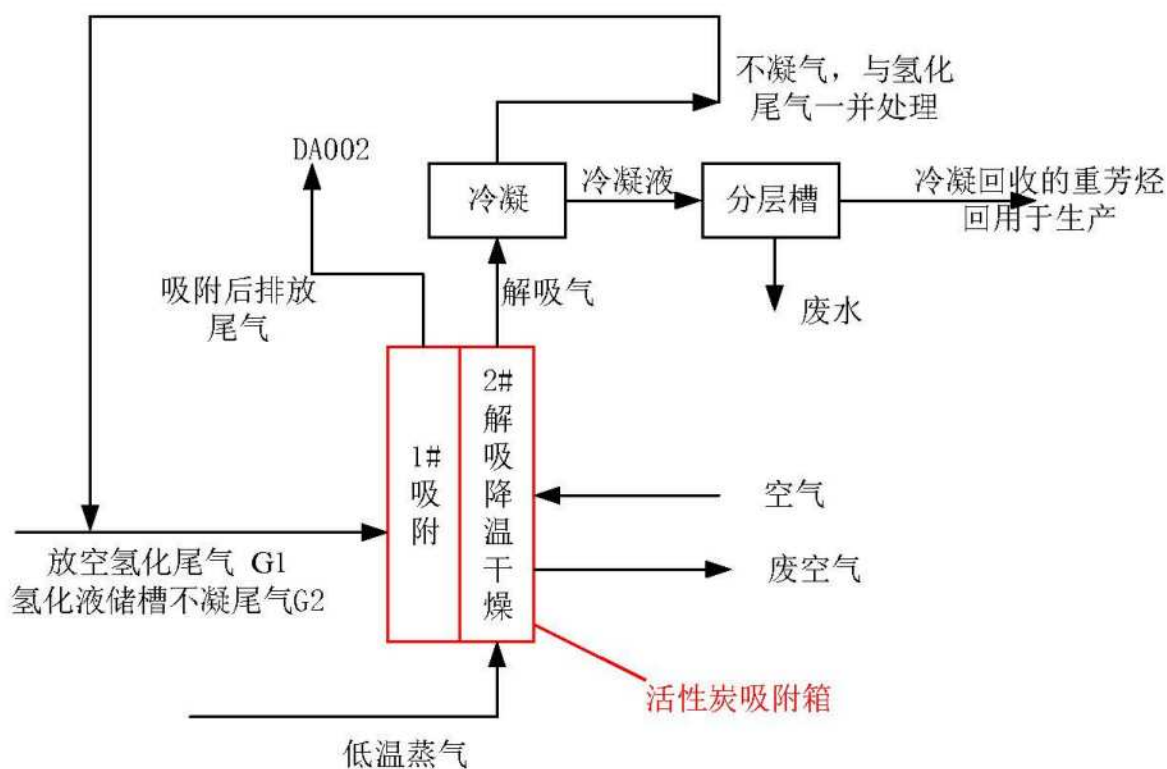 不凝气，与氢化
尾气一并处理
DA002
冷凝
冷凝液
分层槽
冷凝回收的重芳烃
回用于生产
吸附后排放
尾气
解吸气
废水
1#吸附
2#解吸降温干燥
空气
放空氢化尾气 G1
氢化液储槽不凝尾气G2
废空气
活性炭吸附箱
低温蒸气